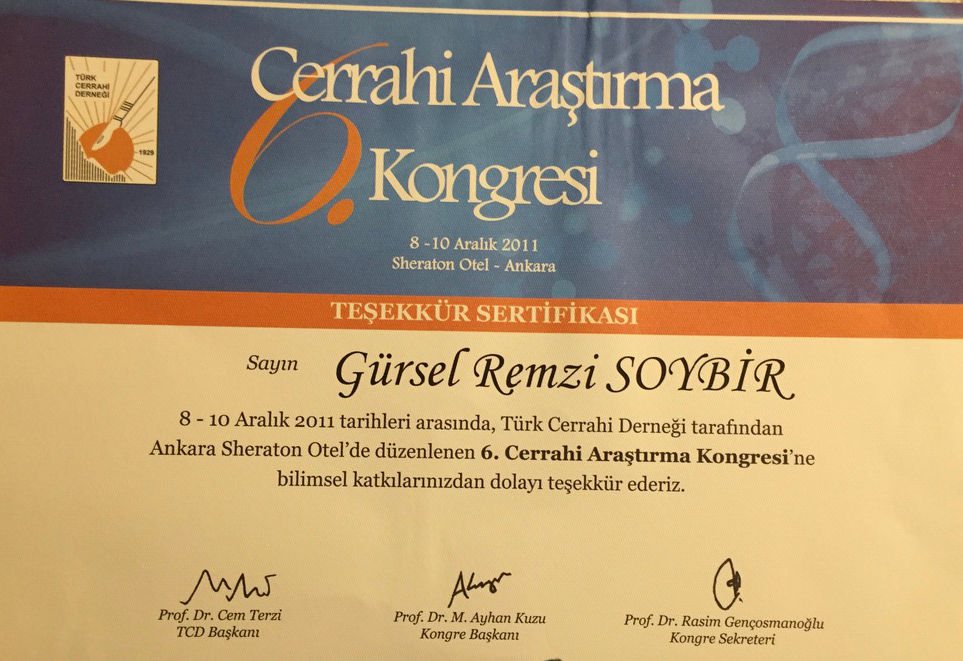 TÜRK
CERRAHİ
DERNEĞİ
1929
6. Cerrahi Araştırma
Kongresi
8 -10 Aralık 2011
Sheraton Otel - Ankara
TEŞEKKÜR SERTİFİKASI
Sayın Gürsel Remzi SOYBİR
8 - 10 Aralık 2011 tarihleri arasında, Türk Cerrahi Derneği tarafından
Ankara Sheraton Otel'de düzenlenen 6. Cerrahi Araştırma Kongresi'ne
bilimsel katkılarınızdan dolayı teşekkür ederiz.
Prof. Dr. Cem Terzi
TCD Başkanı
Prof. Dr. M. Ayhan Kuzu
Kongre Başkanı
Prof. Dr. Rasim Gençosmanoğlu
Kongre Sekreteri